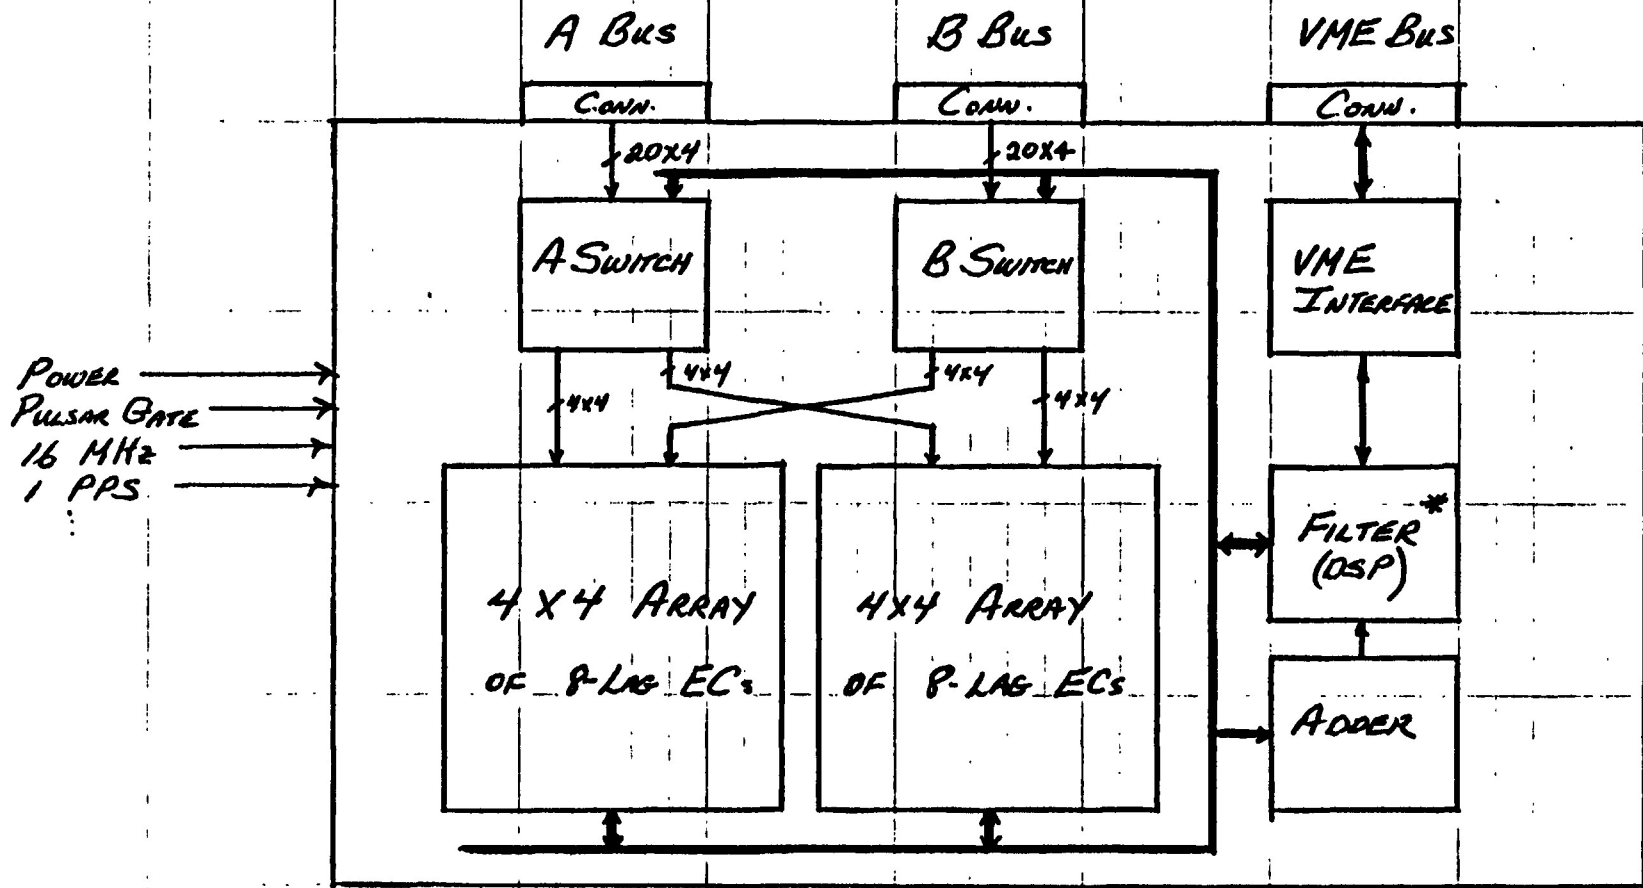 A Bus
B Bus
VME Bus
Conn.
Conn.
Conn.
20x4
20x4
A Switch
B Switch
VME
Interface
Power
Pulsar Gate
16 MHz
1 PPS
⋮
4x4
4x4
4x4
4x4
Filter*
(DSP)
4 x 4 Array
of 8-Lag ECs
4x4 Array
of 8-Lag ECs
Adder